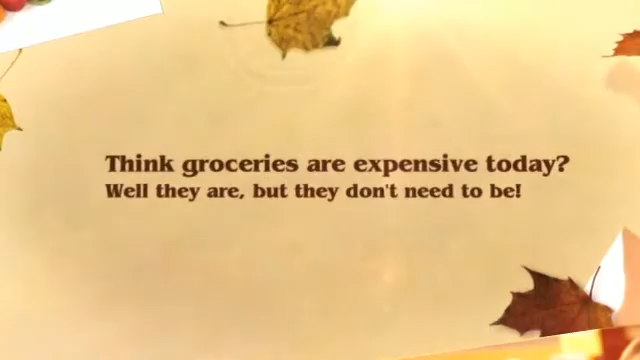 Think groceries are expensive today?
Well they are, but they don't need to be!